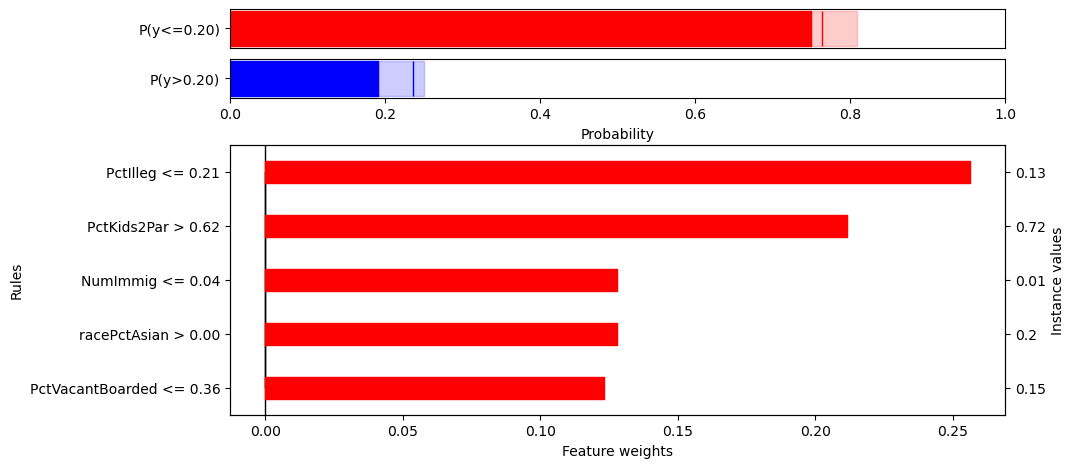 P(y<=0.20)
P(y>0.20)
0.0 0.2 0.4 0.6 0.8 1.0
Probability
PctIlleg <= 0.21 0.13
PctKids2Par > 0.62 0.72
NumImmig <= 0.04 0.01
racePctAsian > 0.00 0.2
PctVacantBoarded <= 0.36 0.15
Rules
Instance values
0.00 0.05 0.10 0.15 0.20 0.25
Feature weights